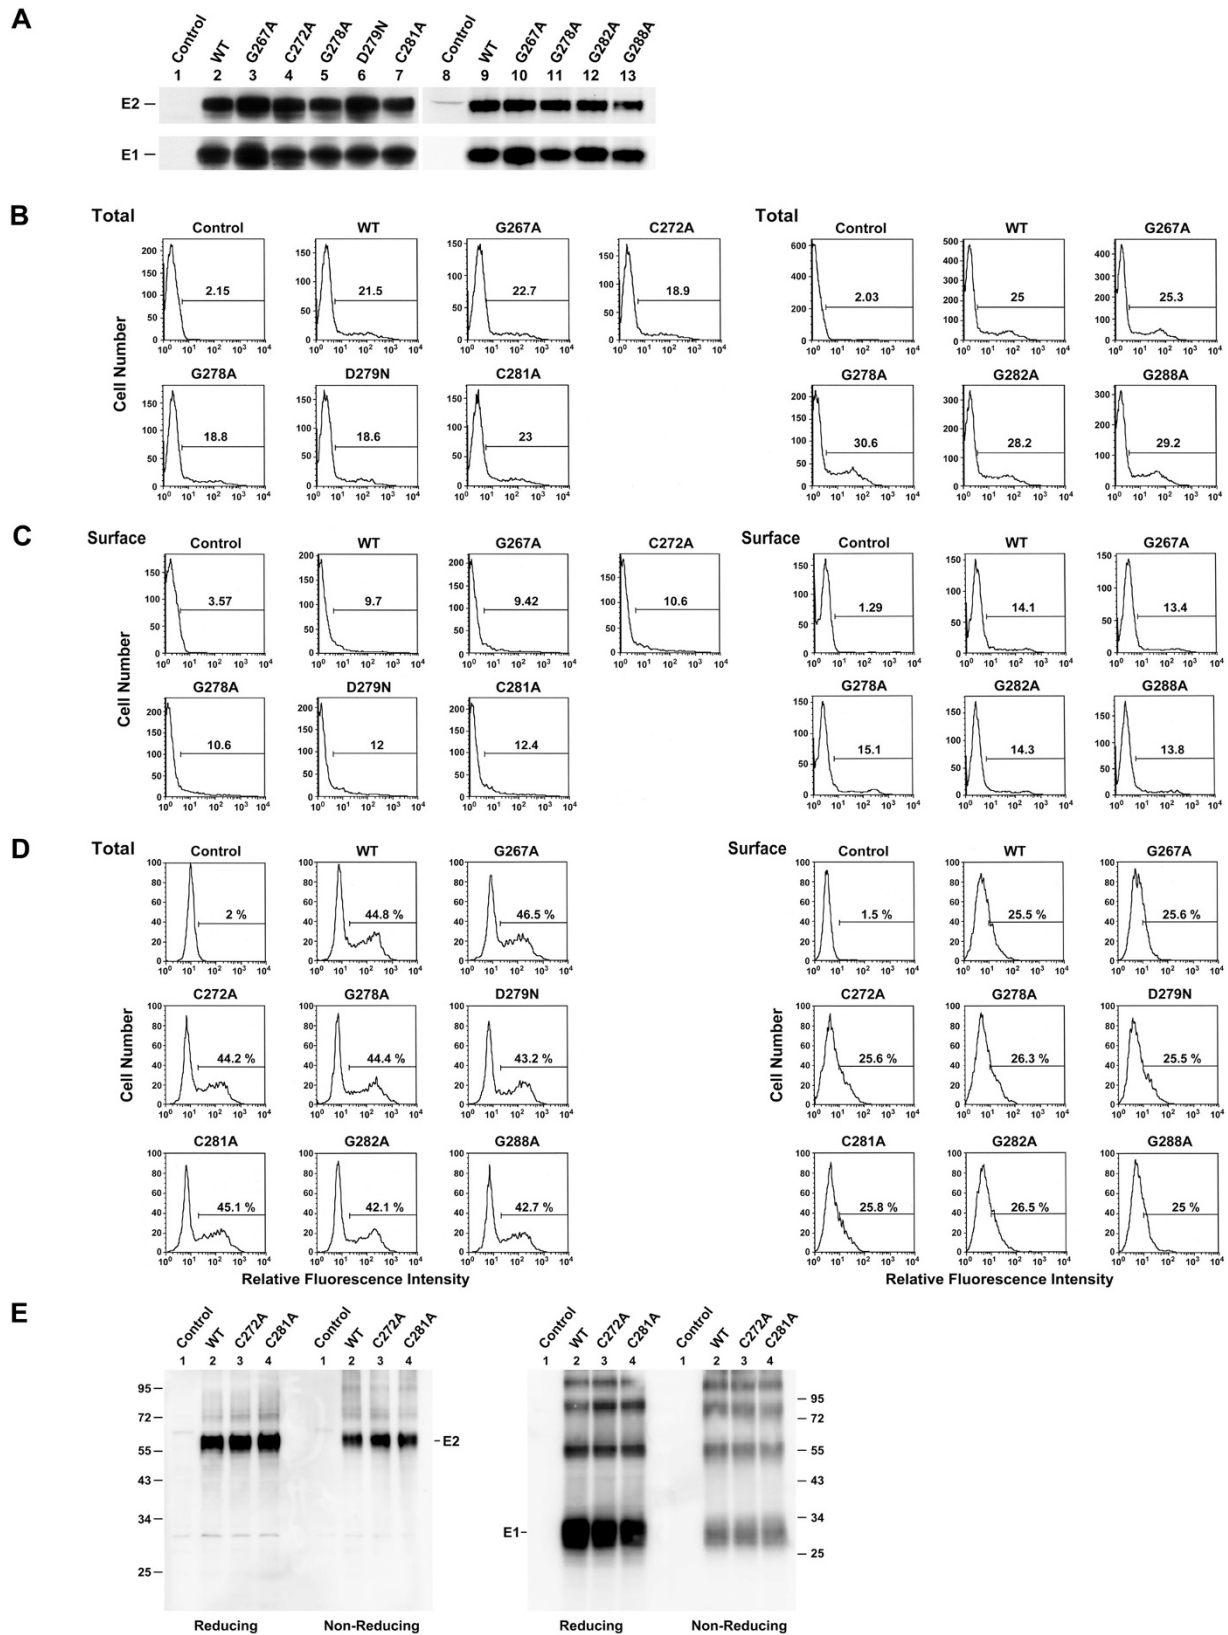 A
Control WT G267A C272A G278A D279N C281A Control WT G267A G278A G282A G288A
1 2 3 4 5 6 7 8 9 10 11 12 13
E2
E1
B
Total Total
Control WT G267A C272A Control WT G267A
2.15 21.5 22.7 18.9 2.03 25 25.3
G278A D279N C281A G278A G282A G288A
18.8 18.6 23 30.6 28.2 29.2
Cell Number
C
Surface Surface
Control WT G267A C272A Control WT G267A
3.57 9.7 9.42 10.6 1.29 14.1 13.4
G278A D279N C281A G278A G282A G288A
10.6 12 12.4 15.1 14.3 13.8
Cell Number
D
Total Surface
Control WT G267A Control WT G267A
2 % 44.8 % 46.5 % 1.5 % 25.5 % 25.6 %
C272A G278A D279N C272A G278A D279N
44.2 % 44.4 % 43.2 % 25.6 % 26.3 % 25.5 %
Cell Number Cell Number
C281A G282A G288A C281A G282A G288A
45.1 % 42.1 % 42.7 % 25.8 % 26.5 % 25 %
Relative Fluorescence Intensity Relative Fluorescence Intensity
E
Control WT C272A C281A Control WT C272A C281A Control WT C272A C281A Control WT C272A C281A
1 2 3 4 1 2 3 4 1 2 3 4 1 2 3 4
95
72
55
43
34
25
E2
E1
95
72
55
43
34
25
Reducing Non-Reducing Reducing Non-Reducing